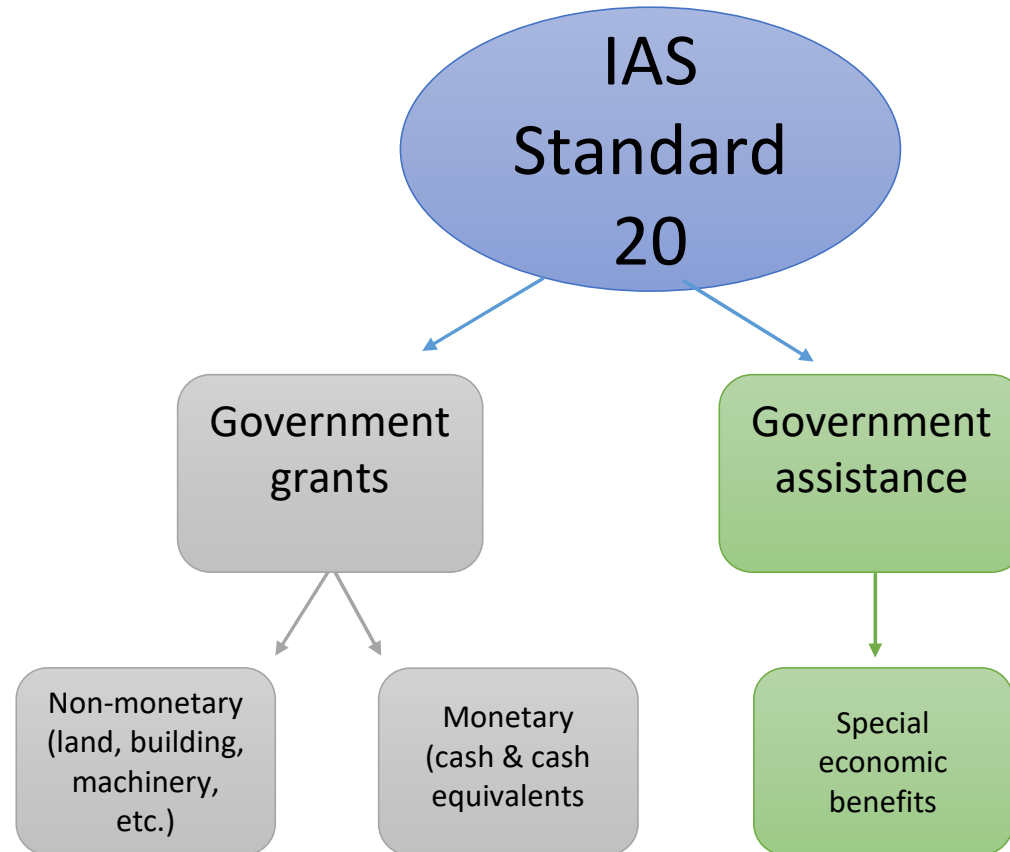 IAS
Standard
20
Government
grants
Government
assistance
Non-monetary
(land, building,
machinery,
etc.)
Monetary
(cash & cash
equivalents
Special
economic
benefits